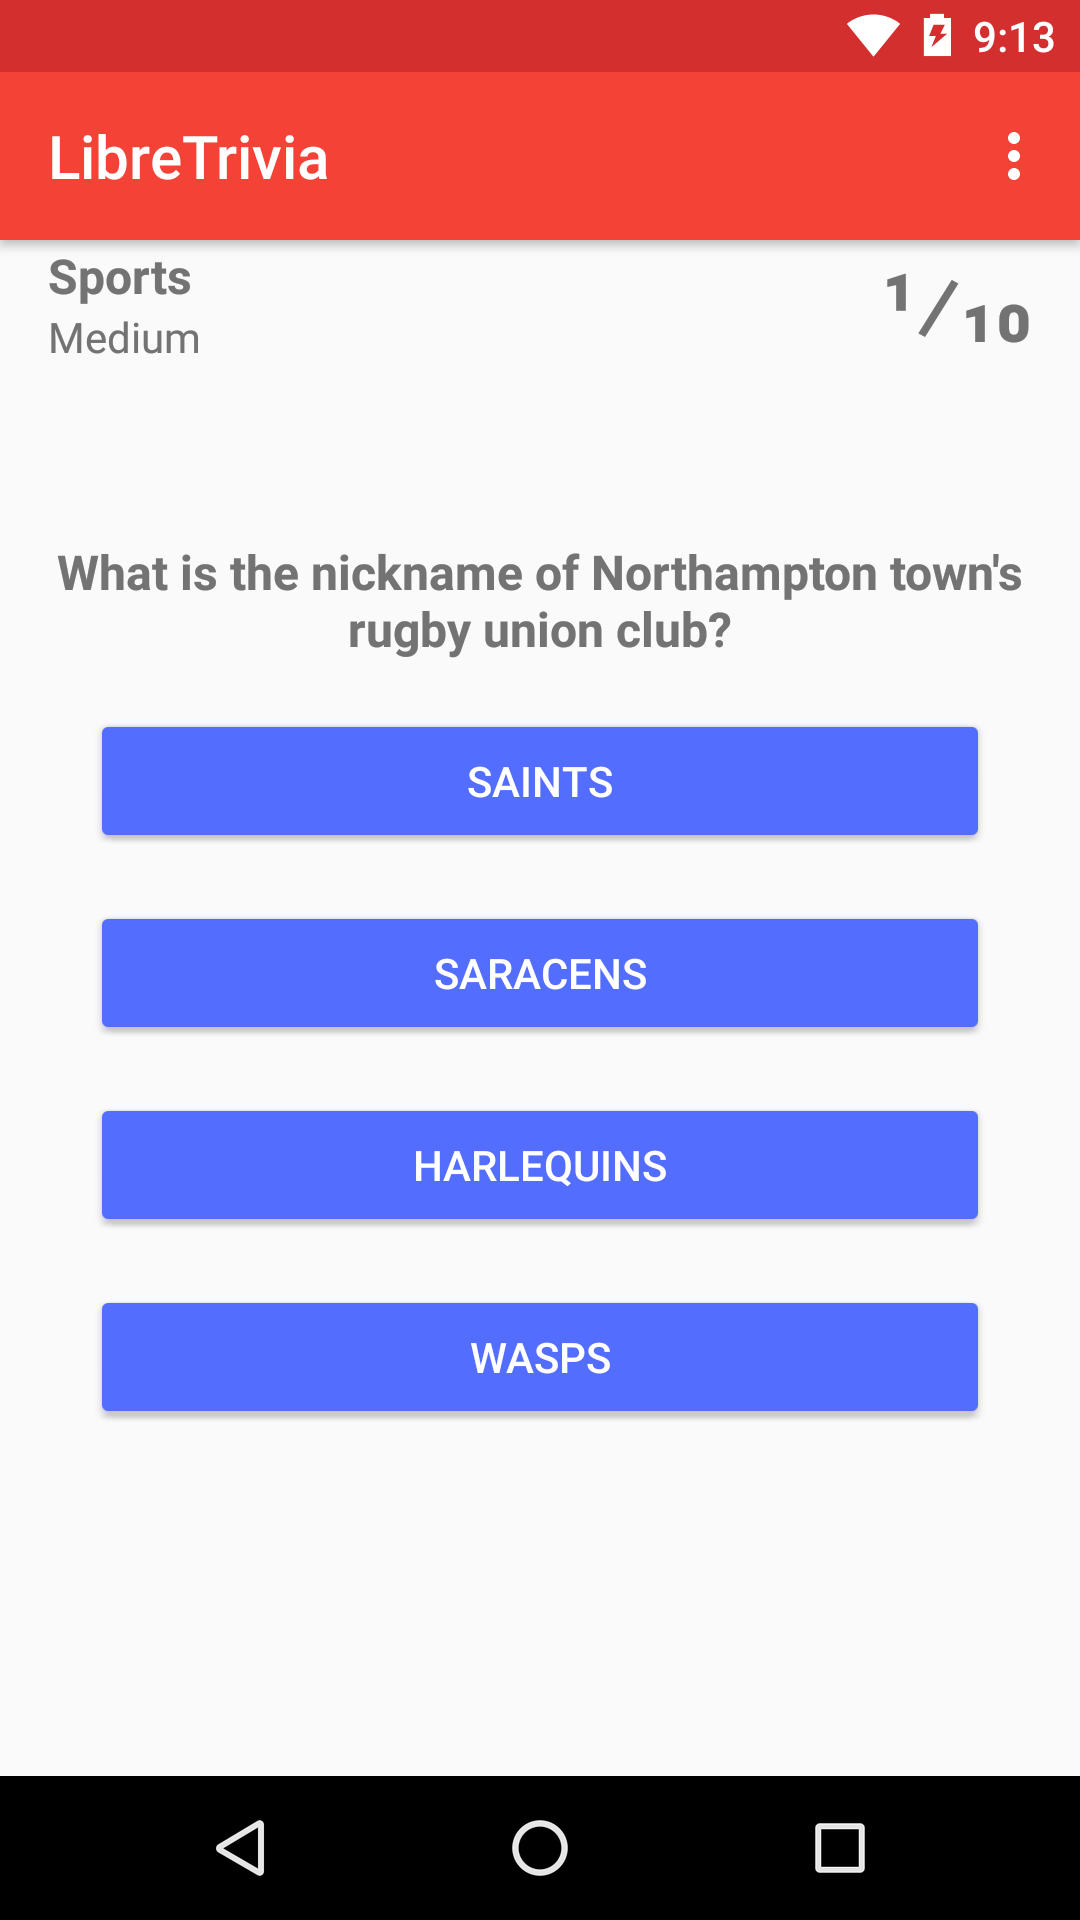 9:13
LibreTrivia
Sports
1/10
Medium
What is the nickname of Northampton town's
rugby union club?
SAINTS
SARACENS
HARLEQUINS
WASPS